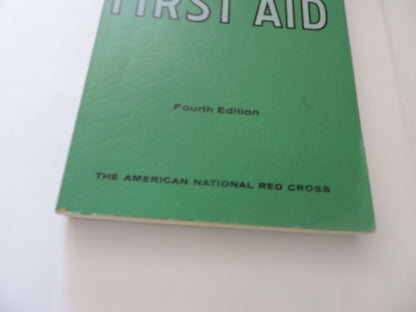 FIRST AID
Fourth Edition
THE AMERICAN NATIONAL RED CROSS